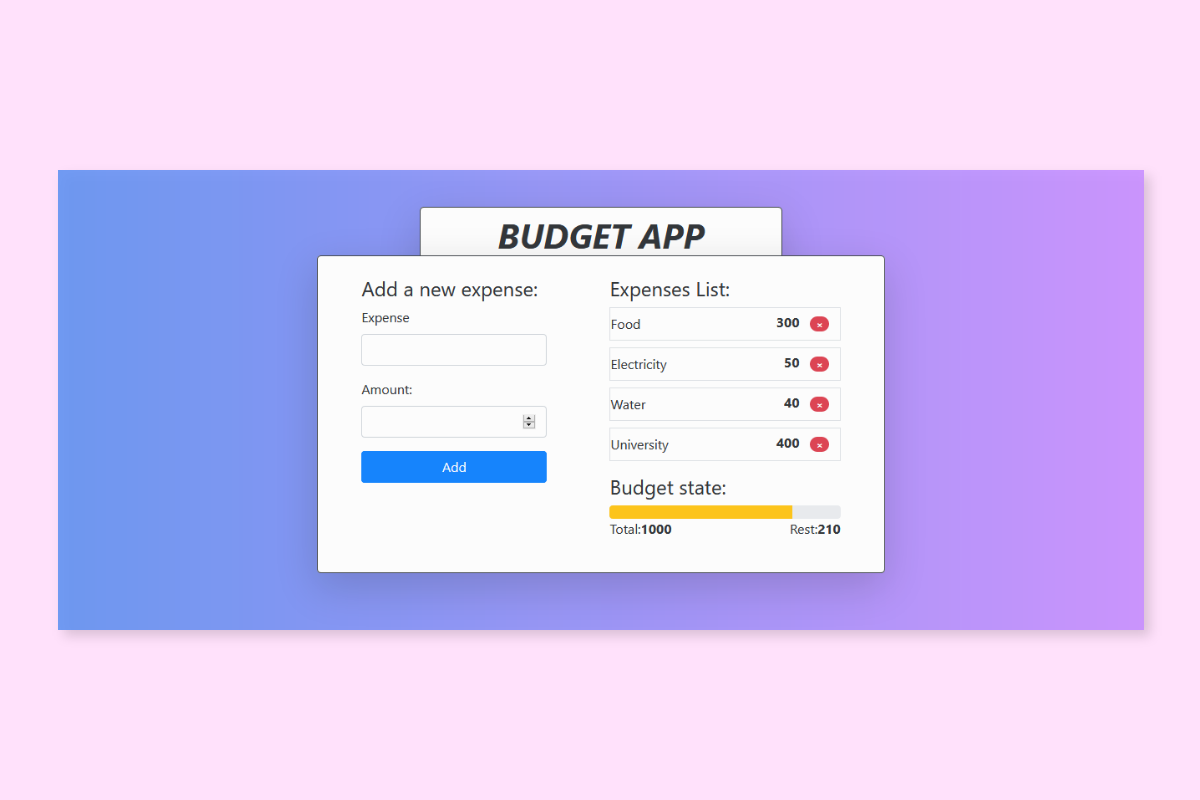 BUDGET APP
Add a new expense:
Expense
Amount:
Add
Expenses List:
Food 300 ×
Electricity 50 ×
Water 40 ×
University 400 ×
Budget state:
Total:1000 Rest:210